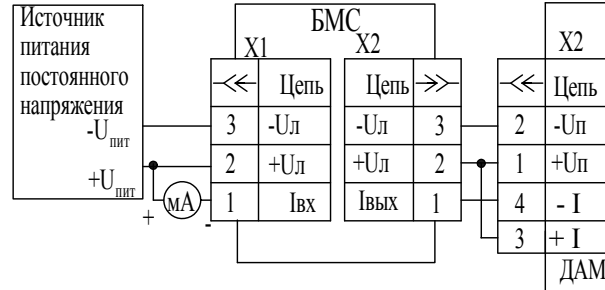 Источник
питания
постоянного
напряжения
-Uпит
+Uпит
+
мА
-
БМС
X1
Цепь
3 -Uл
2 +Uл
1 Iвх
X2
Цепь
-Uл 3
+Uл 2
Iвых 1
X2
Цепь
2 -Uп
1 +Uп
4 - I
3 + I
ДАМ